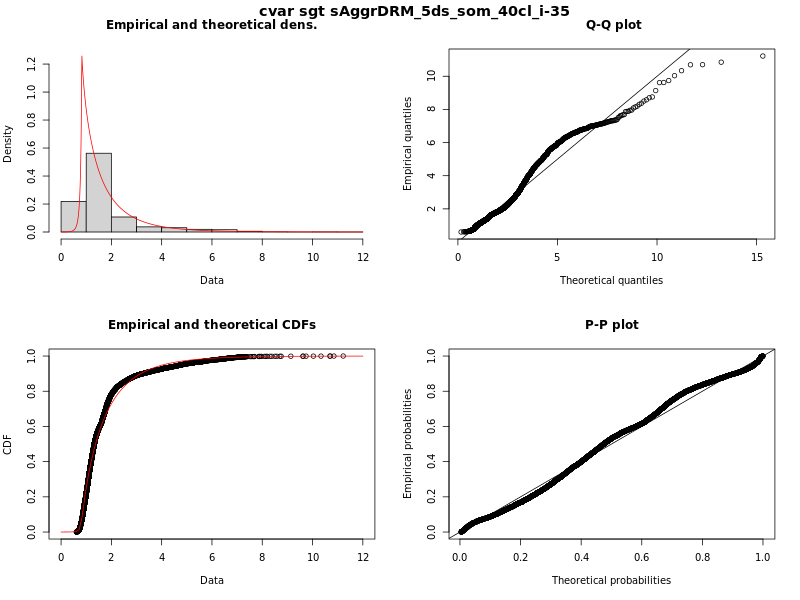 cvar sgt sAggrDRM_5ds_som_40cl_i-35
Empirical and theoretical dens.
Density
0.0 0.2 0.4 0.6 0.8 1.0 1.2
0 2 4 6 8 10 12
Data
Q-Q plot
Empirical quantiles
2 4 6 8 10
0 5 10 15
Theoretical quantiles
Empirical and theoretical CDFs
CDF
0.0 0.2 0.4 0.6 0.8 1.0
0 2 4 6 8 10 12
Data
P-P plot
Empirical probabilities
0.0 0.2 0.4 0.6 0.8 1.0
0.0 0.2 0.4 0.6 0.8 1.0
Theoretical probabilities